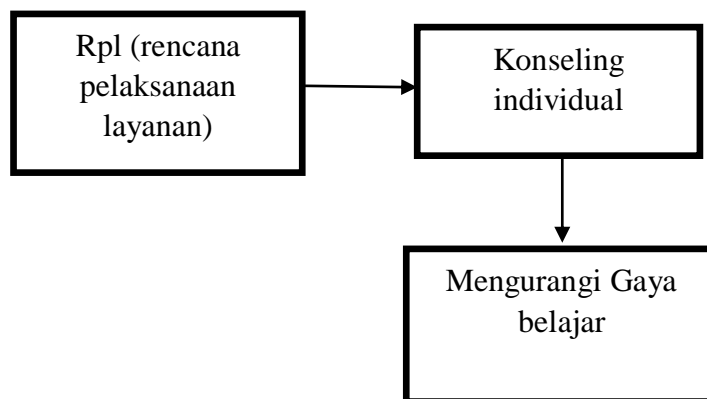 Rpl (rencana
pelaksanaan
layanan)
Konseling
individual
Mengurangi Gaya
belajar